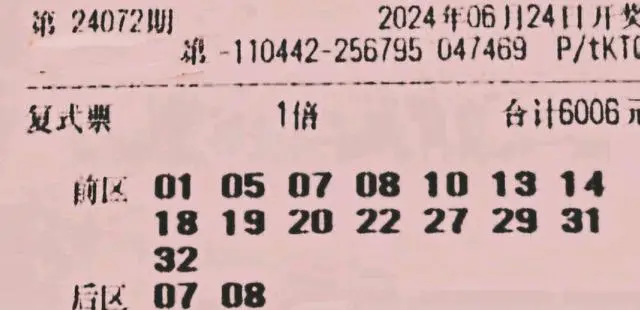 第 24072期 2024年06月24日开奖
-110442-256795 047469 P/tKTC
复式票 1倍 合计6006元
前区 01 05 07 08 10 13 14
18 19 20 22 27 29 31
32
后区 07 08